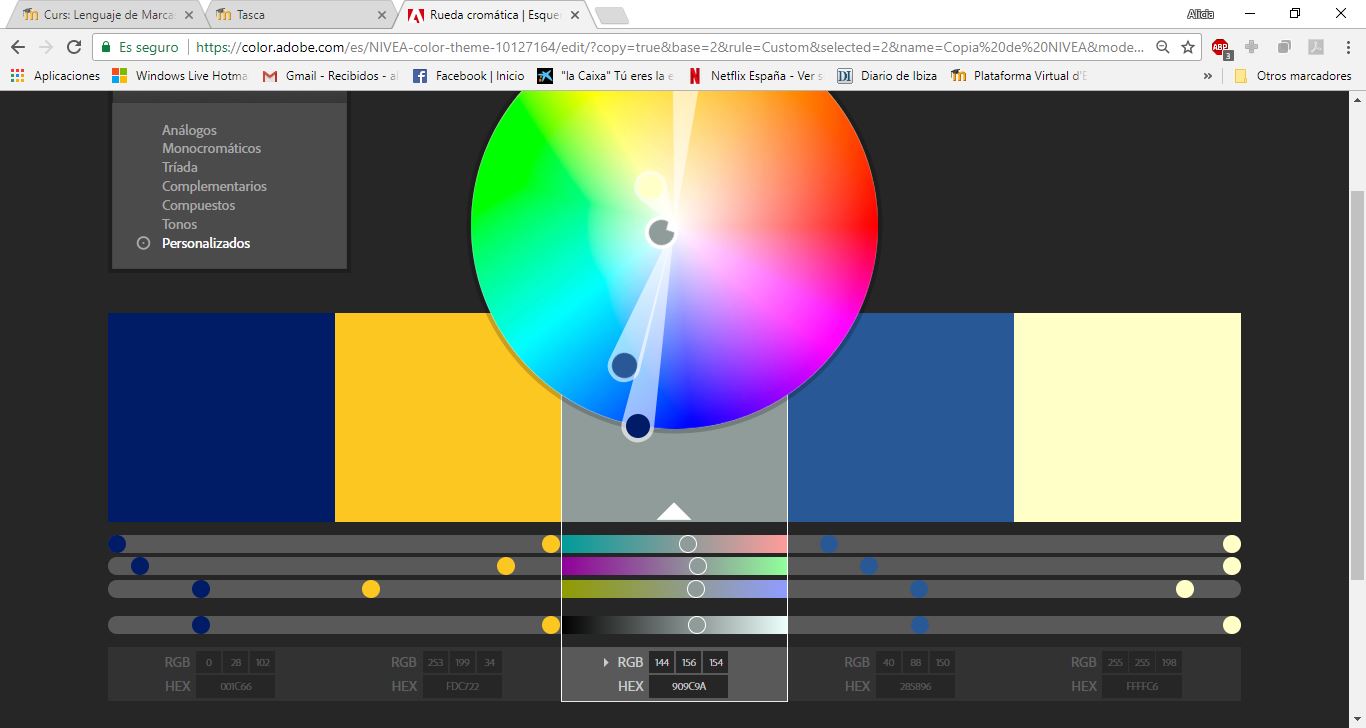 Curs: Lenguaje de Marca
Tasca
Rueda cromática | Esque
Alicia
Es seguro
https://color.adobe.com/es/NIVEA-color-theme-10127164/edit/?copy=true&base=2&rule=Custom&selected=2&name=Copia%20de%20NIVEA&mode...
ABP
3
Aplicaciones
Windows Live Hotma
Gmail - Recibidos - al
Facebook | Inicio
"la Caixa" Tú eres la e
Netflix España - Ver s
Diario de Ibiza
Plataforma Virtual d'E
»
Otros marcadores
Análogos
Monocromáticos
Tríada
Complementarios
Compuestos
Tonos
Personalizados
RGB 0 28 102
HEX 001C66
RGB 253 199 34
HEX FDC722
RGB 144 156 154
HEX 909C9A
RGB 40 88 150
HEX 285896
RGB 255 255 198
HEX FFFFC6